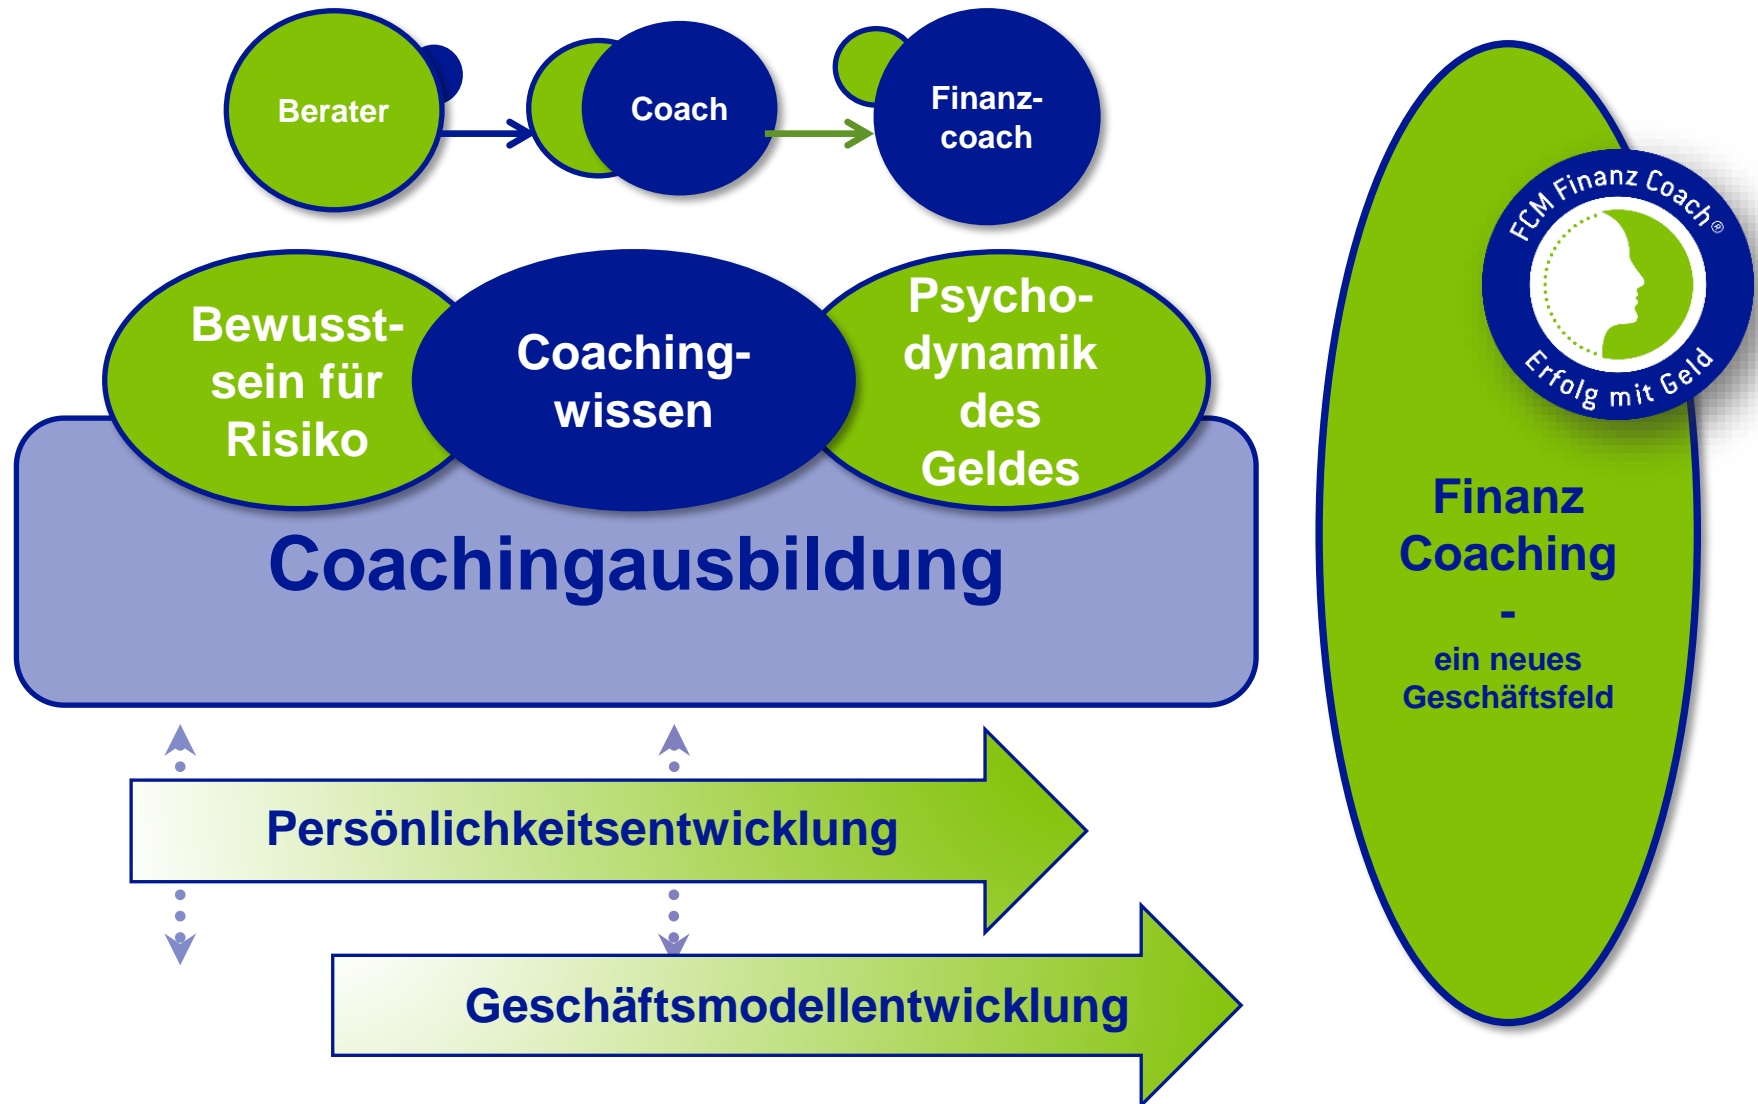 Berater
Coach
Finanz-
coach
Bewusst-
sein für
Risiko
Coaching-
wissen
Psycho-
dynamik
des
Geldes
Coachingausbildung
Persönlichkeitsentwicklung
Geschäftsmodellentwicklung
FCM Finanz Coach®
Erfolg mit Geld
Finanz
Coaching
-
ein neues
Geschäftsfeld